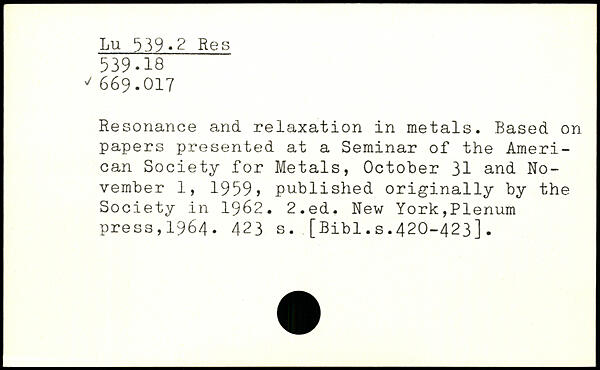 Lu 539.2 Res
539.18
✓ 669.017
Resonance and relaxation in metals. Based on
papers presented at a Seminar of the Ameri-
can Society for Metals, October 31 and No-
vember 1, 1959, published originally by the
Society in 1962. 2.ed. New York,Plenum
press,1964. 423 s. [Bibl.s.420-423].